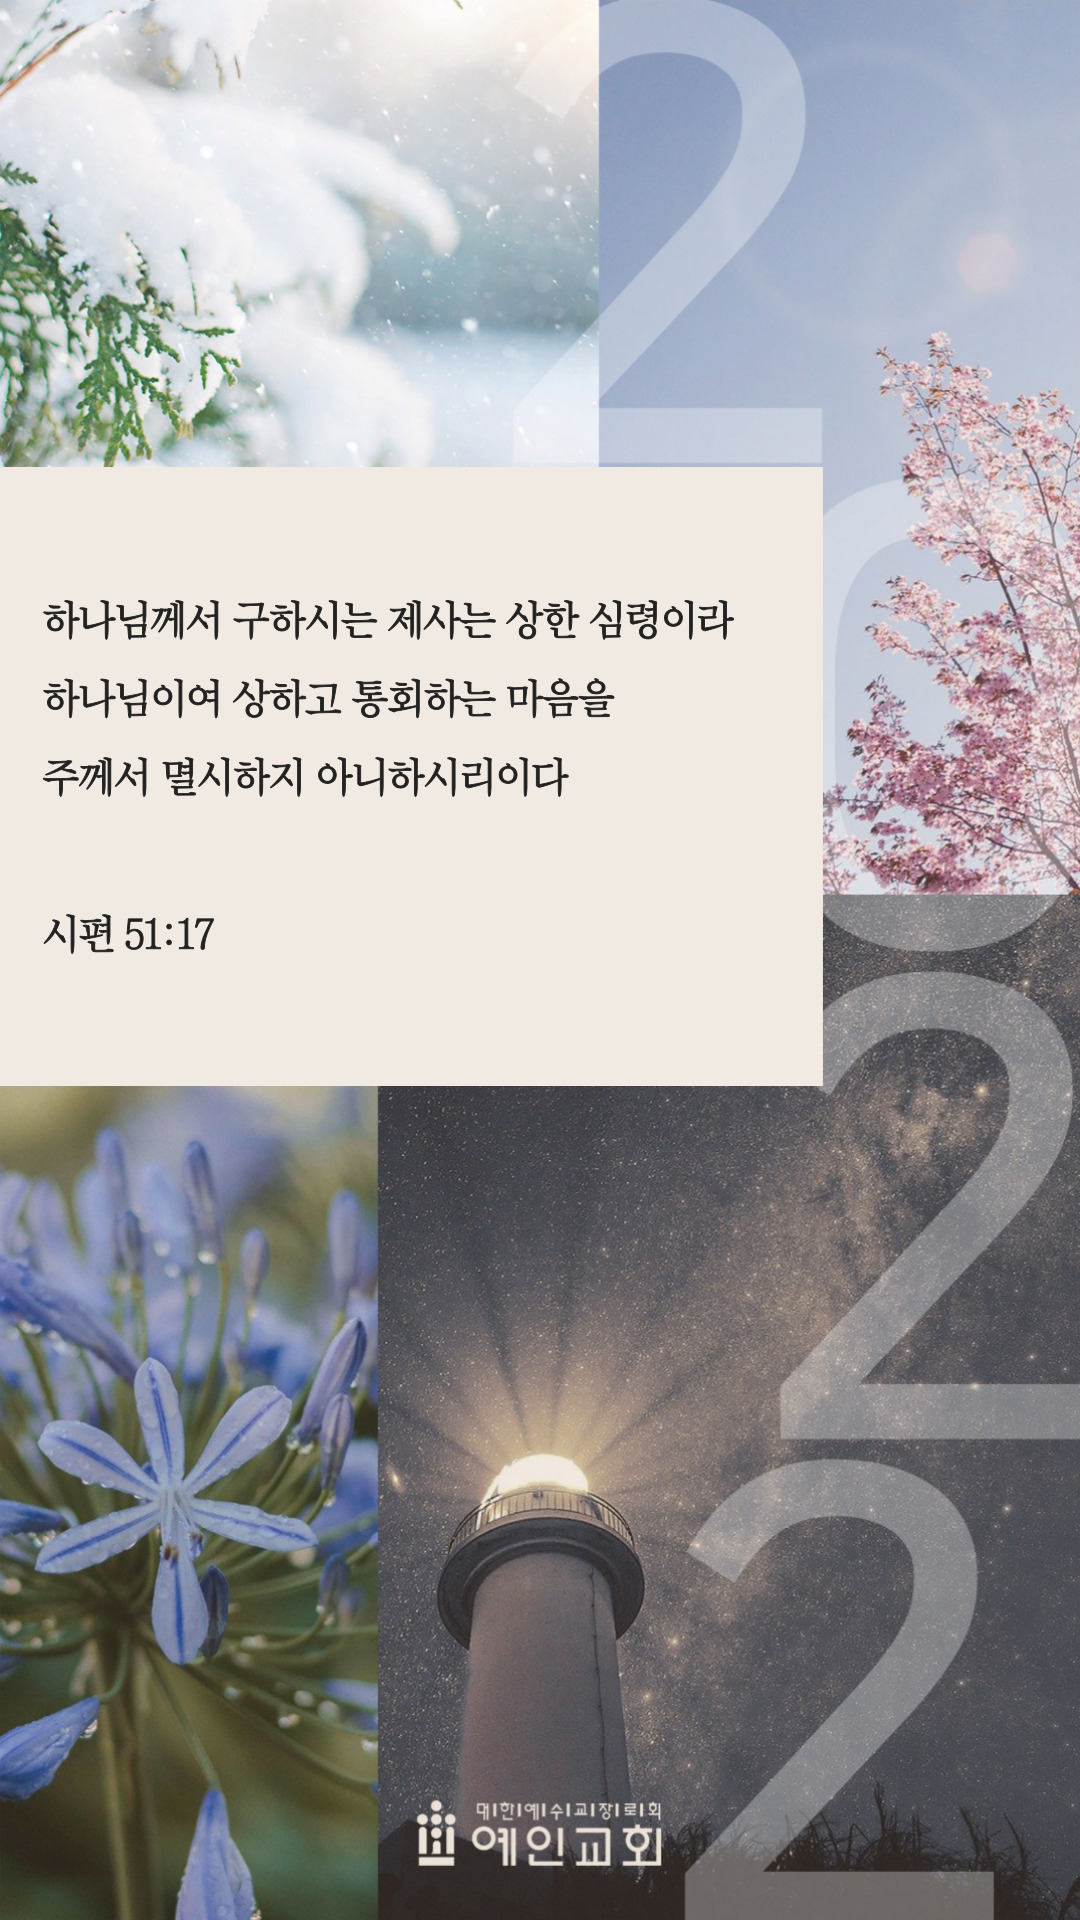 2
0
2
2
하나님께서 구하시는 제사는 상한 심령이라
하나님이여 상하고 통회하는 마음을
주께서 멸시하지 아니하시리이다
시편 51:17
대한예수교장로회
예인교회